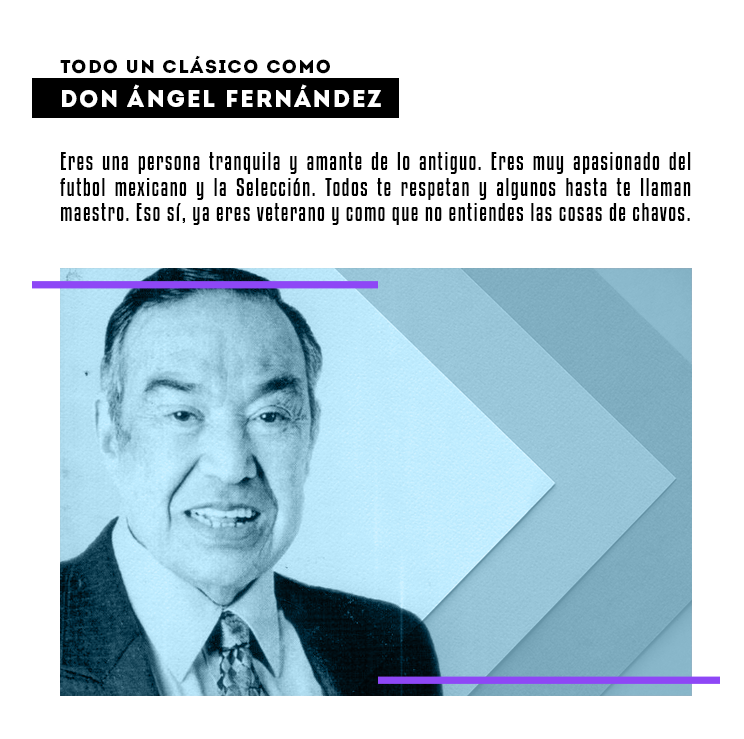 TODO UN CLÁSICO COMO
DON ÁNGEL FERNÁNDEZ
Eres una persona tranquila y amante de lo antiguo. Eres muy apasionado del
futbol mexicano y la Selección. Todos te respetan y algunos hasta te llaman
maestro. Eso sí, ya eres veterano y como que no entiendes las cosas de chavos.